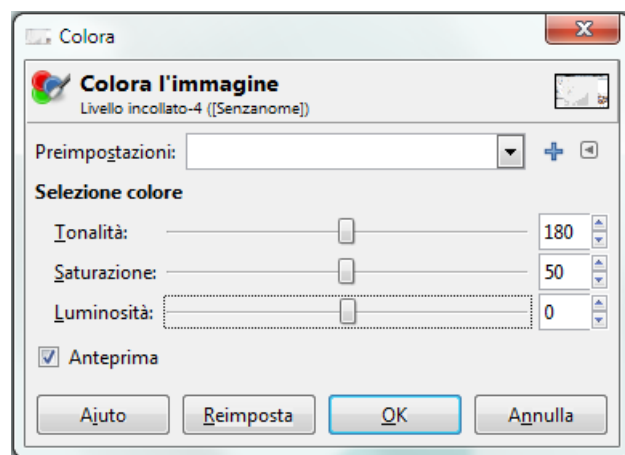 Colora
Colora l'immagine
Livello incollato-4 ([Senzanome])
Preimpostazioni:
Selezione colore
Tonalità: 180
Saturazione: 50
Luminosità: 0
Anteprima
Aiuto Reimposta OK Annulla